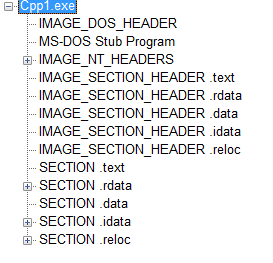 Cpp1.exe
IMAGE_DOS_HEADER
MS-DOS Stub Program
IMAGE_NT_HEADERS
IMAGE_SECTION_HEADER .text
IMAGE_SECTION_HEADER .rdata
IMAGE_SECTION_HEADER .data
IMAGE_SECTION_HEADER .idata
IMAGE_SECTION_HEADER .reloc
SECTION .text
SECTION .rdata
SECTION .data
SECTION .idata
SECTION .reloc